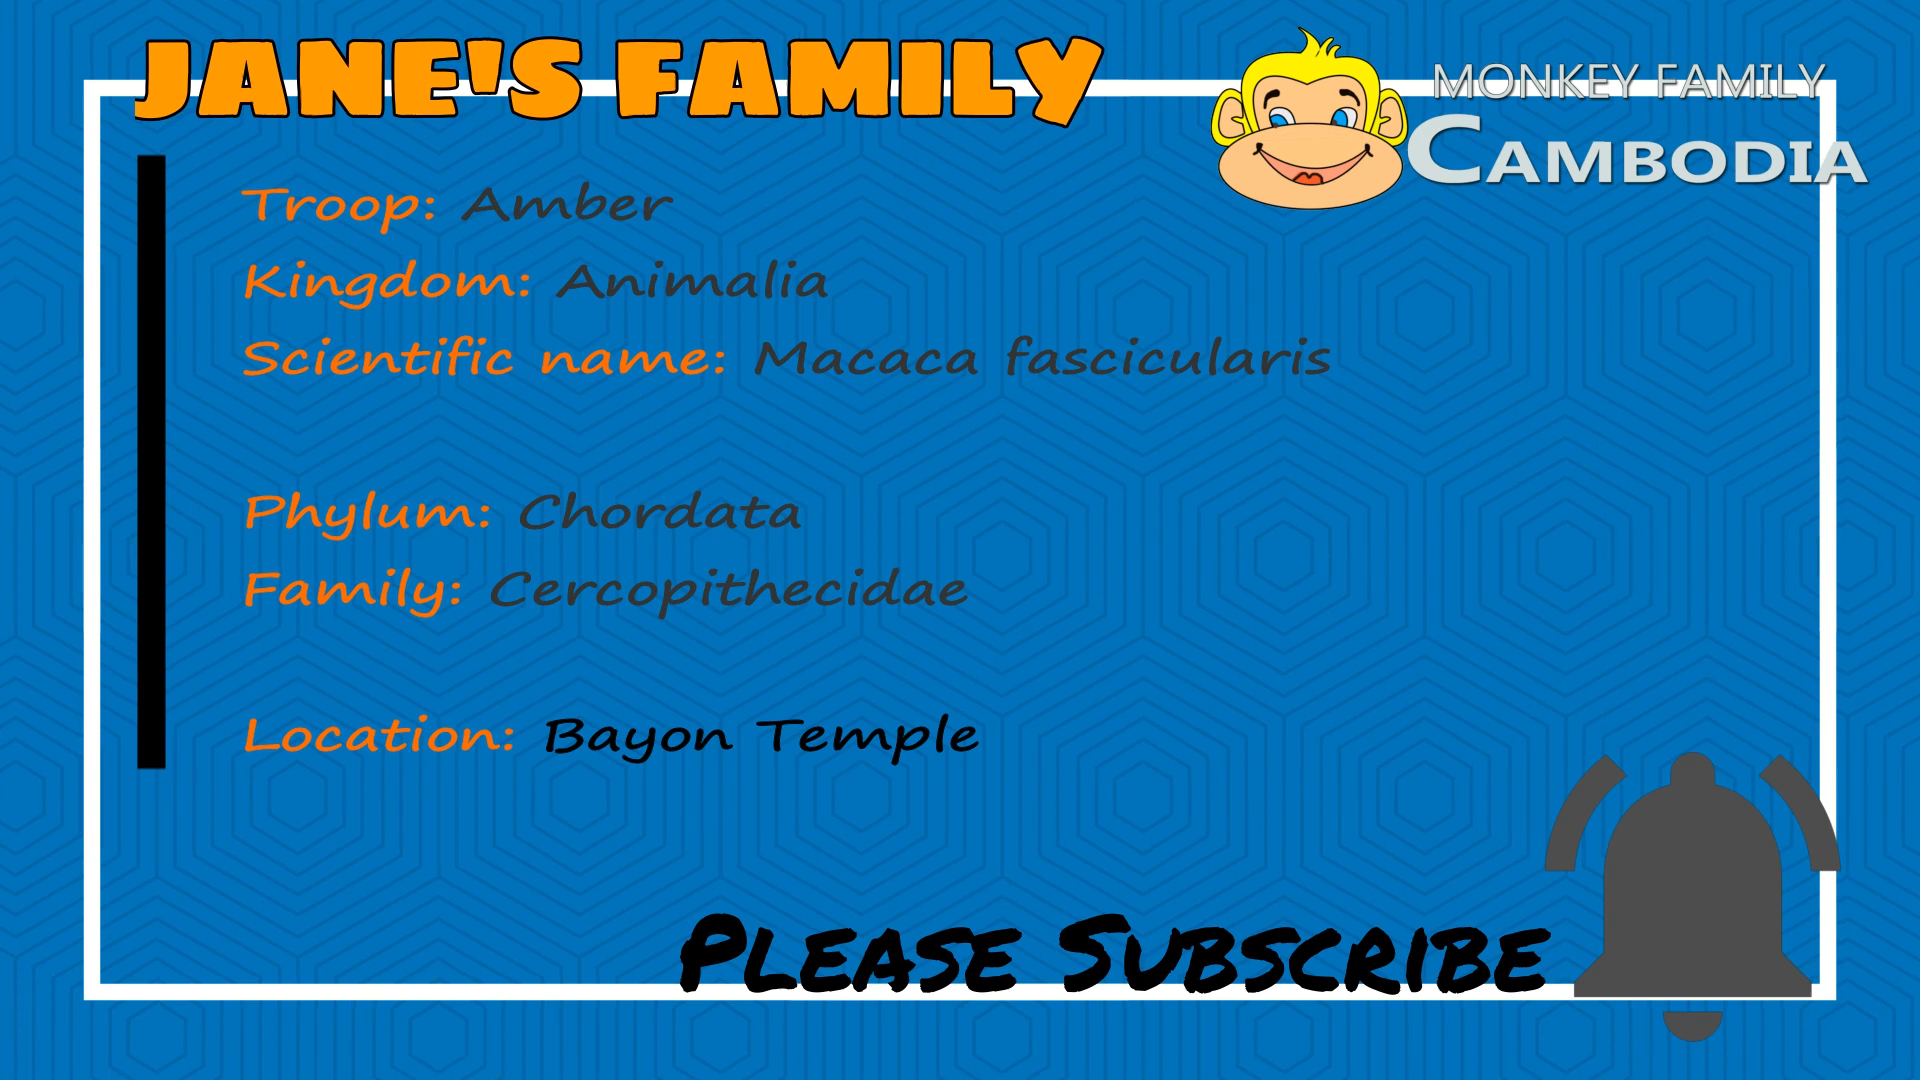 JANE'S FAMILY
MONKEY FAMILY
CAMBODIA
Troop: Amber
Kingdom: Animalia
Scientific name: Macaca fascicularis
Phylum: Chordata
Family: Cercopithecidae
Location: Bayon Temple
PLEASE SUBSCRIBE